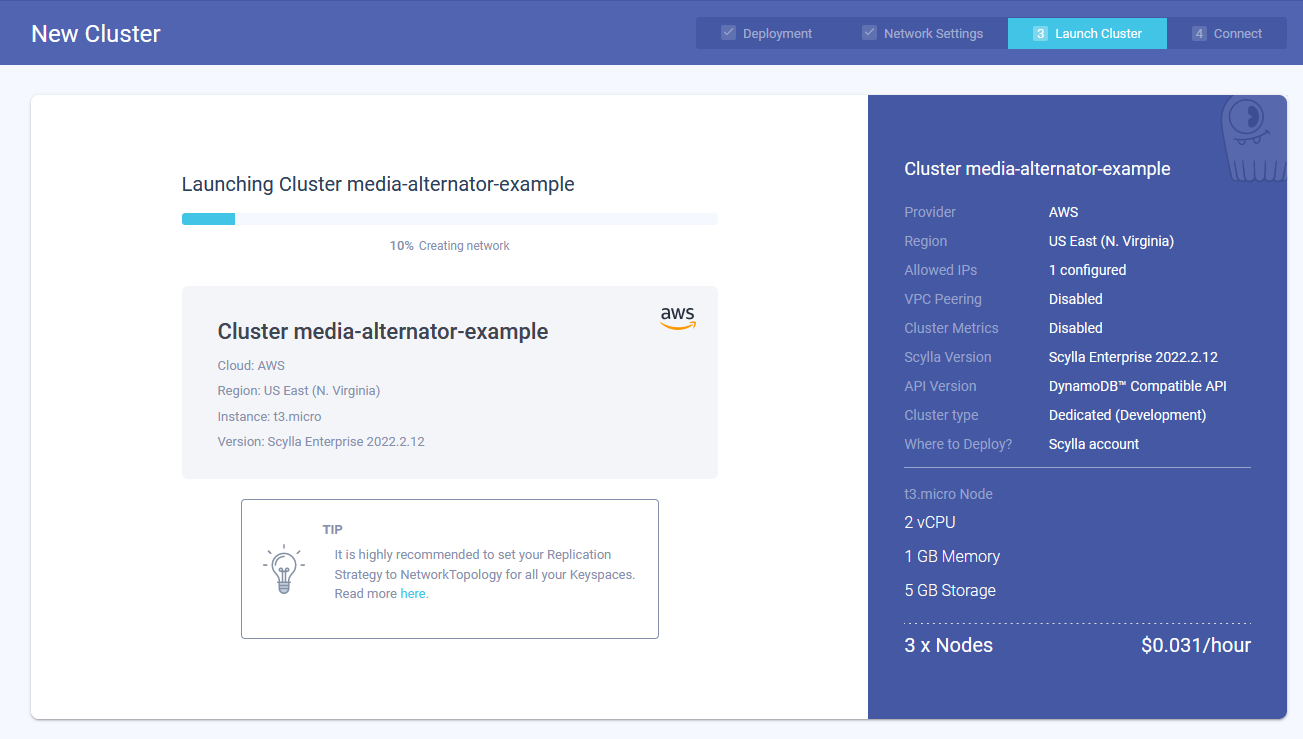 New Cluster
Deployment
Network Settings
3 Launch Cluster
4 Connect
Launching Cluster media-alternator-example
10% Creating network
aws
Cluster media-alternator-example
Cloud: AWS
Region: US East (N. Virginia)
Instance: t3.micro
Version: Scylla Enterprise 2022.2.12
TIP
It is highly recommended to set your Replication
Strategy to NetworkTopology for all your Keyspaces.
Read more here.
Cluster media-alternator-example
Provider AWS
Region US East (N. Virginia)
Allowed IPs 1 configured
VPC Peering Disabled
Cluster Metrics Disabled
Scylla Version Scylla Enterprise 2022.2.12
API Version DynamoDB™ Compatible API
Cluster type Dedicated (Development)
Where to Deploy? Scylla account
t3.micro Node
2 vCPU
1 GB Memory
5 GB Storage
3 x Nodes $0.031/hour